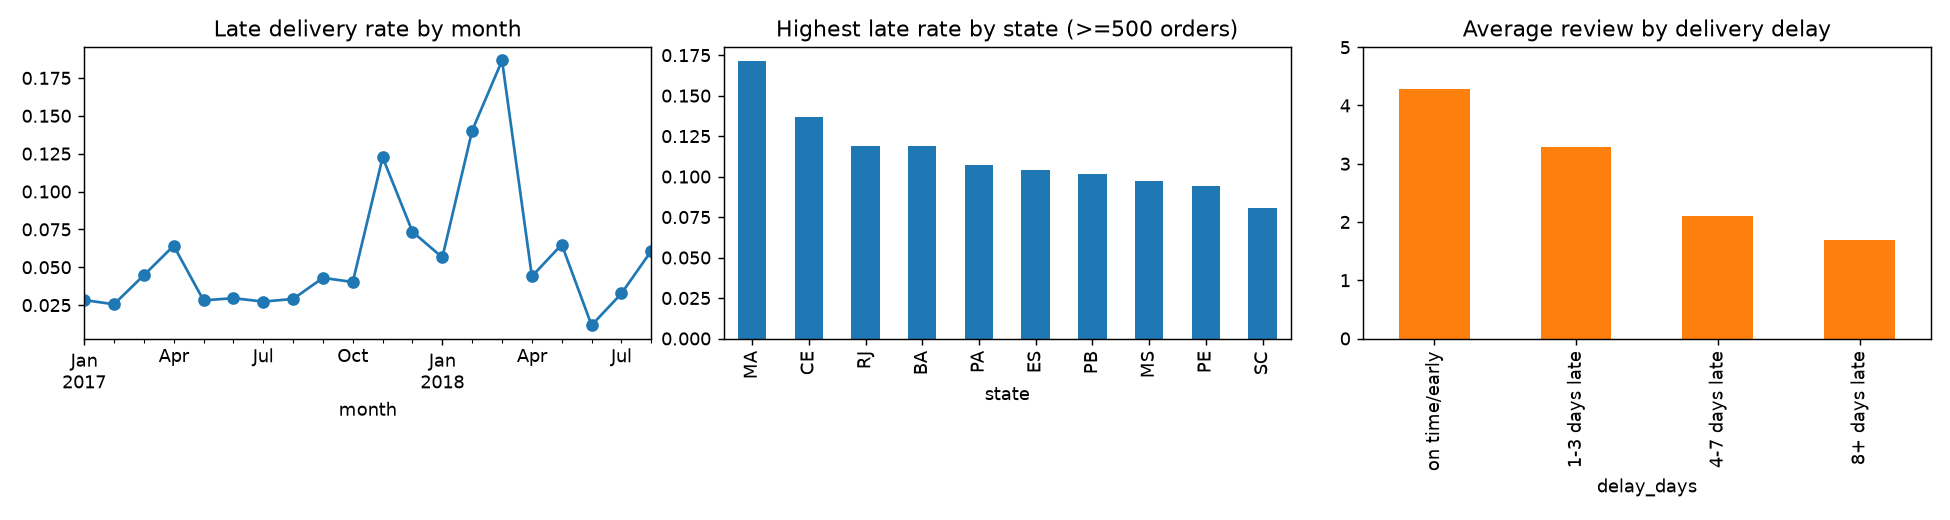 Late delivery rate by month
0.175
0.150
0.125
0.100
0.075
0.050
0.025
Jan
2017
Apr
Jul
Oct
Jan
2018
Apr
Jul
month
Highest late rate by state (>=500 orders)
0.175
0.150
0.125
0.100
0.075
0.050
0.025
0.000
MA
CE
RJ
BA
PA
ES
PB
MS
PE
SC
state
Average review by delivery delay
5
4
3
2
1
0
on time/early
1-3 days late
4-7 days late
8+ days late
delay_days